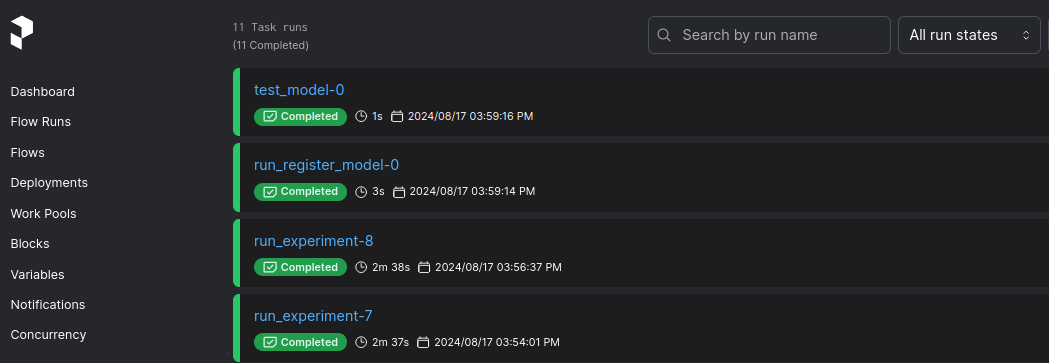 11 Task runs
(11 Completed)
Search by run name
All run states
Dashboard
Flow Runs
Flows
Deployments
Work Pools
Blocks
Variables
Notifications
Concurrency
test_model-0
Completed 1s 2024/08/17 03:59:16 PM
run_register_model-0
Completed 3s 2024/08/17 03:59:14 PM
run_experiment-8
Completed 2m 38s 2024/08/17 03:56:37 PM
run_experiment-7
Completed 2m 37s 2024/08/17 03:54:01 PM